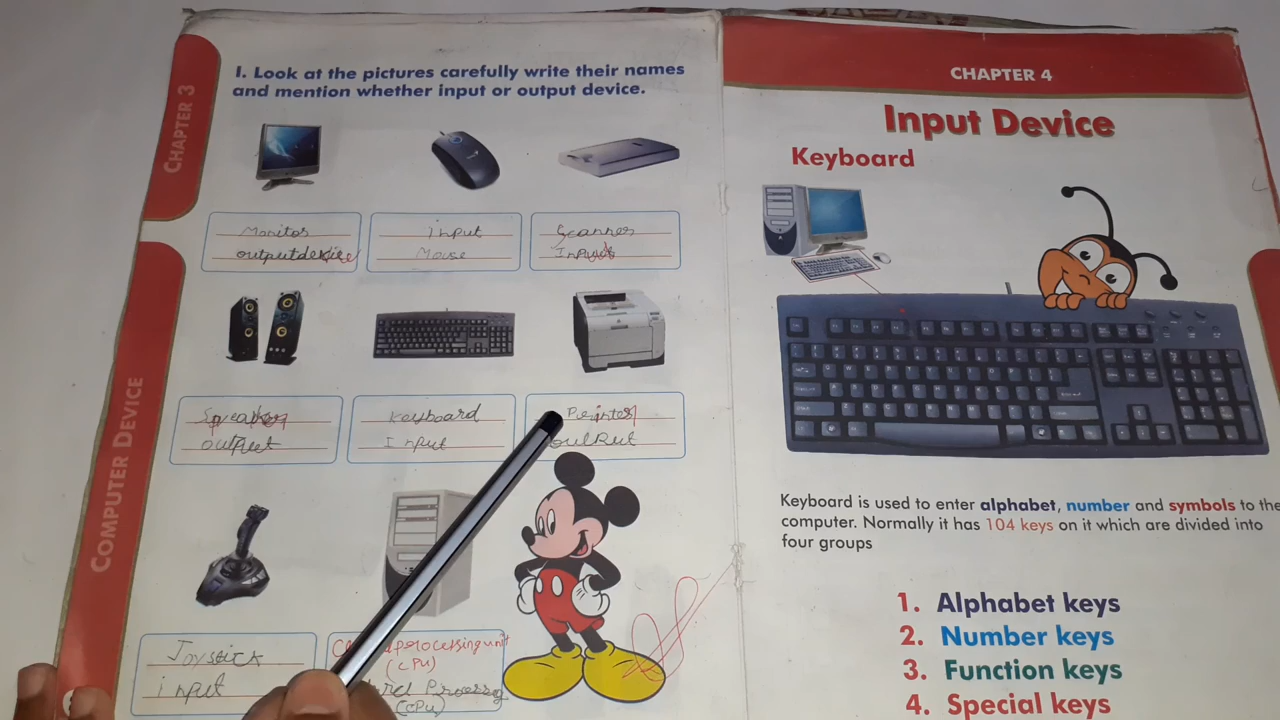 CHAPTER 3
COMPUTER DEVICE
I. Look at the pictures carefully write their names
and mention whether input or output device.
Monitor
outputdevice
input
Mouse
Scanner
Input
Speaker
output
Keyboard
Input
Printer
outPut
Joystick
input
processing unit
(CPU)
Processing
(CPU)
CHAPTER 4
Input Device
Keyboard
Keyboard is used to enter alphabet, number and symbols to the
computer. Normally it has 104 keys on it which are divided into
four groups
1. Alphabet keys
2. Number keys
3. Function keys
4. Special keys